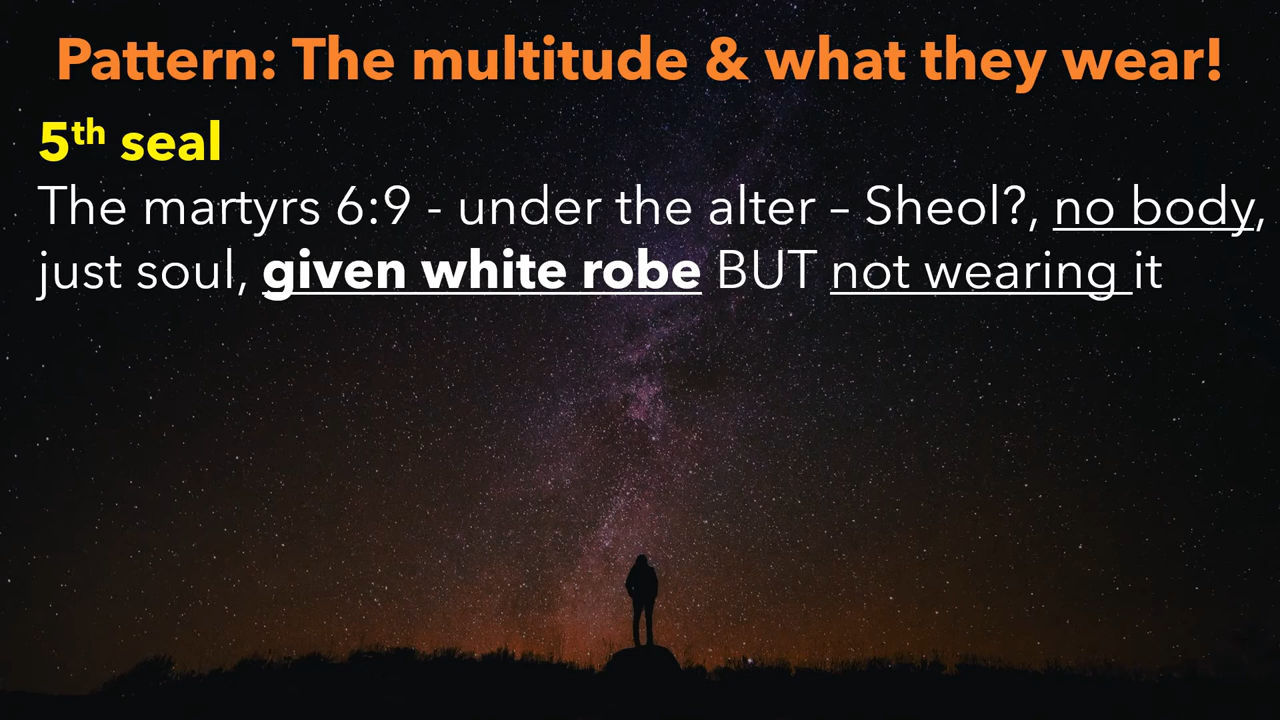 Pattern: The multitude & what they wear!
5th seal
The martyrs 6:9 - under the alter – Sheol?, no body,
just soul, given white robe BUT not wearing it